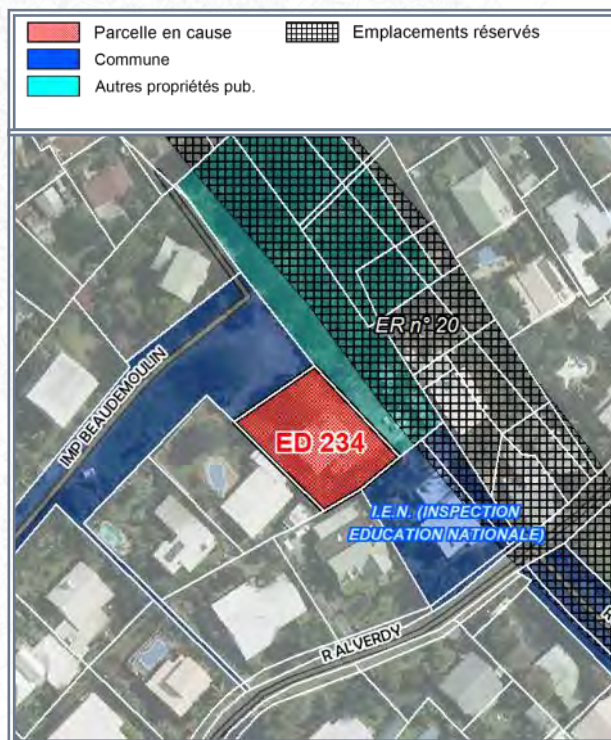 Parcelle en cause
Emplacements réservés
Commune
Autres propriétés pub.
ER n° 20
IMP BEAUDEMOULIN
ED 234
I.E.N. (INSPECTION
EDUCATION NATIONALE)
R ALVERDY